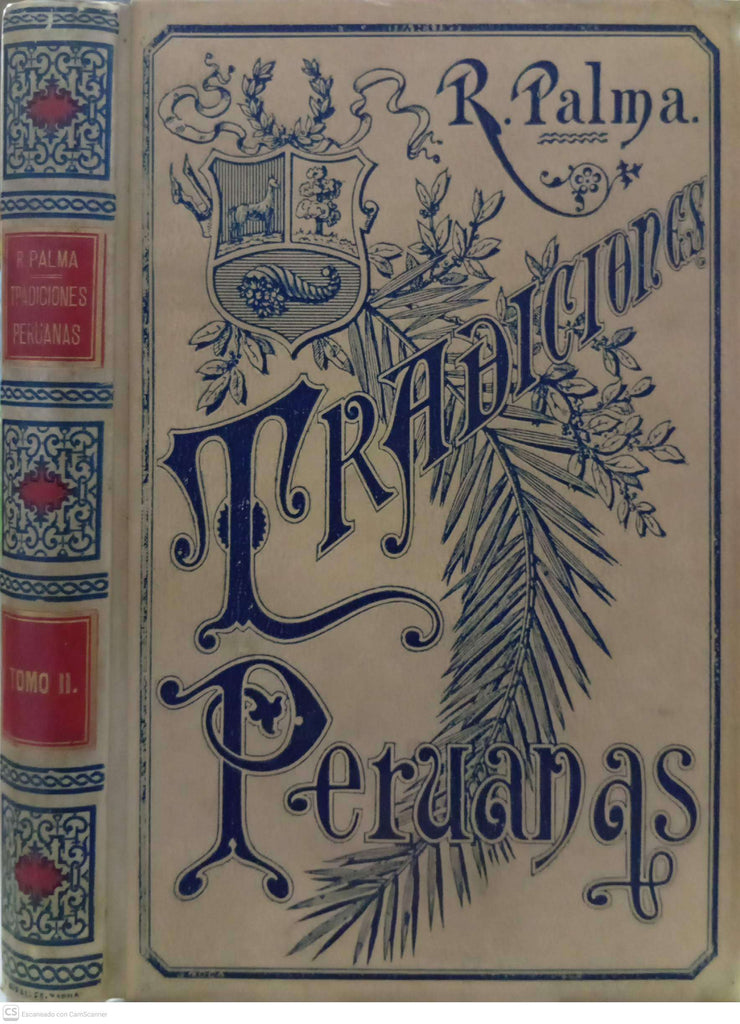 R. Palma.
TRADICIONES
Peruanas
R. PALMA
TRADICIONES
PERUANAS
TOMO II.
CS Escaneado con CamScanner